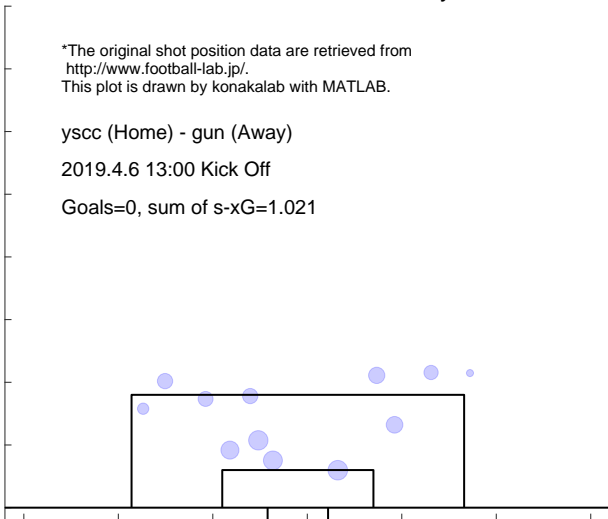 *The original shot position data are retrieved from
http://www.football-lab.jp/.
This plot is drawn by konakalab with MATLAB.
yscc (Home) - gun (Away)
2019.4.6 13:00 Kick Off
Goals=0, sum of s-xG=1.021